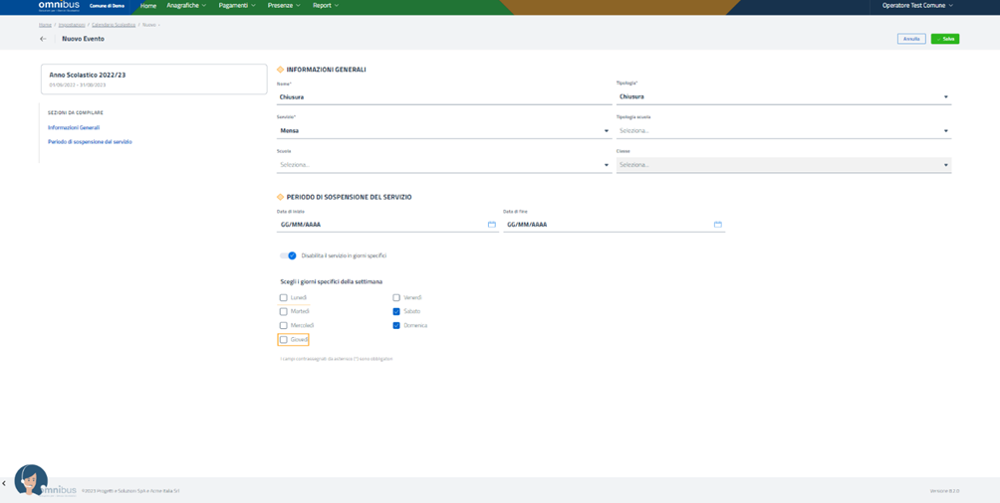 omnibus
Comune di Demo
Home
Anagrafiche
Pagamenti
Presenze
Report
Operatore Test Comune
Home / Impostazioni / Calendario Scolastico / Nuovo
Nuovo Evento
Annulla
Salva
Anno Scolastico 2022/23
01/09/2022 - 31/08/2023
SEZIONI DA COMPILARE
Informazioni Generali
Periodo di sospensione del servizio
INFORMAZIONI GENERALI
Nome*
Chiusura
Tipologia*
Chiusura
Servizio*
Mensa
Tipologia scuola
Seleziona...
Scuola
Seleziona...
Classe
Seleziona...
PERIODO DI SOSPENSIONE DEL SERVIZIO
Data di inizio
GG/MM/AAAA
Data di fine
GG/MM/AAAA
Disabilita il servizio in giorni specifici
Scegli i giorni specifici della settimana
Lunedì
Martedì
Mercoledì
Giovedì
Venerdì
Sabato
Domenica
I campi contrassegnati da asterisco (*) sono obbligatori
omnibus
©2023 Progetti e Soluzioni SpA e Acme Italia Srl
Versione 8.2.0